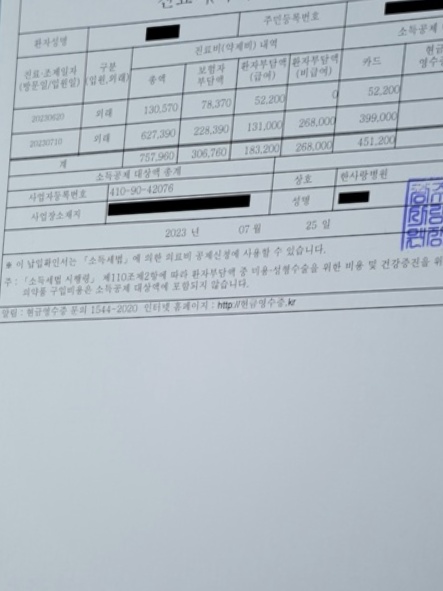 환자성명
주민등록번호
진료비(약제비) 내역
소득공제
진료·조제일자 (방문일/입원일) 구분 (입원,외래) 총액 보험자 부담액 환자부담액 (급여) 환자부담액 (비급여) 카드 현금 영수증
20230620 외래 130,570 78,370 52,200 0 52,200
20230710 외래 627,390 228,390 131,000 268,000 399,000
계 757,960 306,760 183,200 268,000 451,200
소득공제 대상액 총계
사업자등록번호 410-90-42076 상호 한사랑병원
사업장소재지 성명
2023 년 07 월 25 일
* 이 납입확인서는 「소득세법」에 의한 의료비 공제신청에 사용할 수 있습니다.
주 : 「소득세법 시행령」 제110조제2항에 따라 환자부담액 중 미용·성형수술을 위한 비용 및 건강증진을 위
의약품 구입비용은 소득공제 대상액에 포함되지 않습니다.
알림 : 현금영수증 문의 1544-2020 인터넷 홈페이지 : http://현금영수증.kr